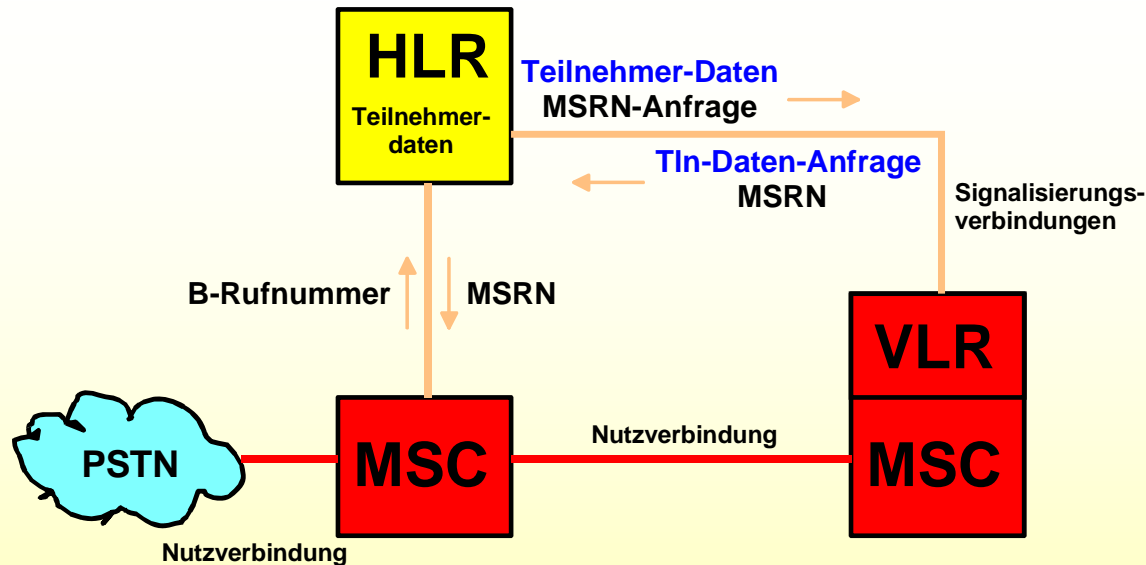 HLR
Teilnehmer-
daten
Teilnehmer-Daten
MSRN-Anfrage
Tln-Daten-Anfrage
MSRN
Signalisierungs-
verbindungen
B-Rufnummer
MSRN
VLR
PSTN
MSC
Nutzverbindung
MSC
Nutzverbindung